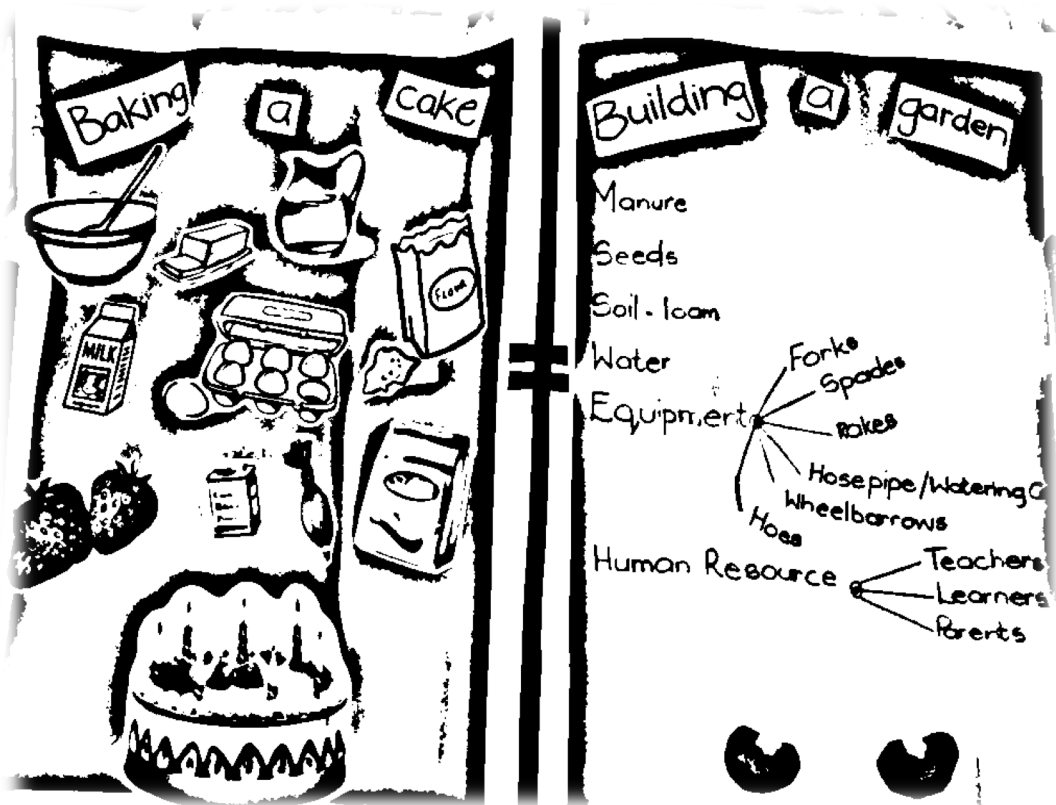 Baking a cake
FLOUR
MILK
Building a garden
Manure
Seeds
Soil - loam
Water
Equipment
Forks
Spades
Rakes
Hosepipe/Watering C
Wheelbarrows
Hoes
Human Resource
Teachers
Learners
Parents